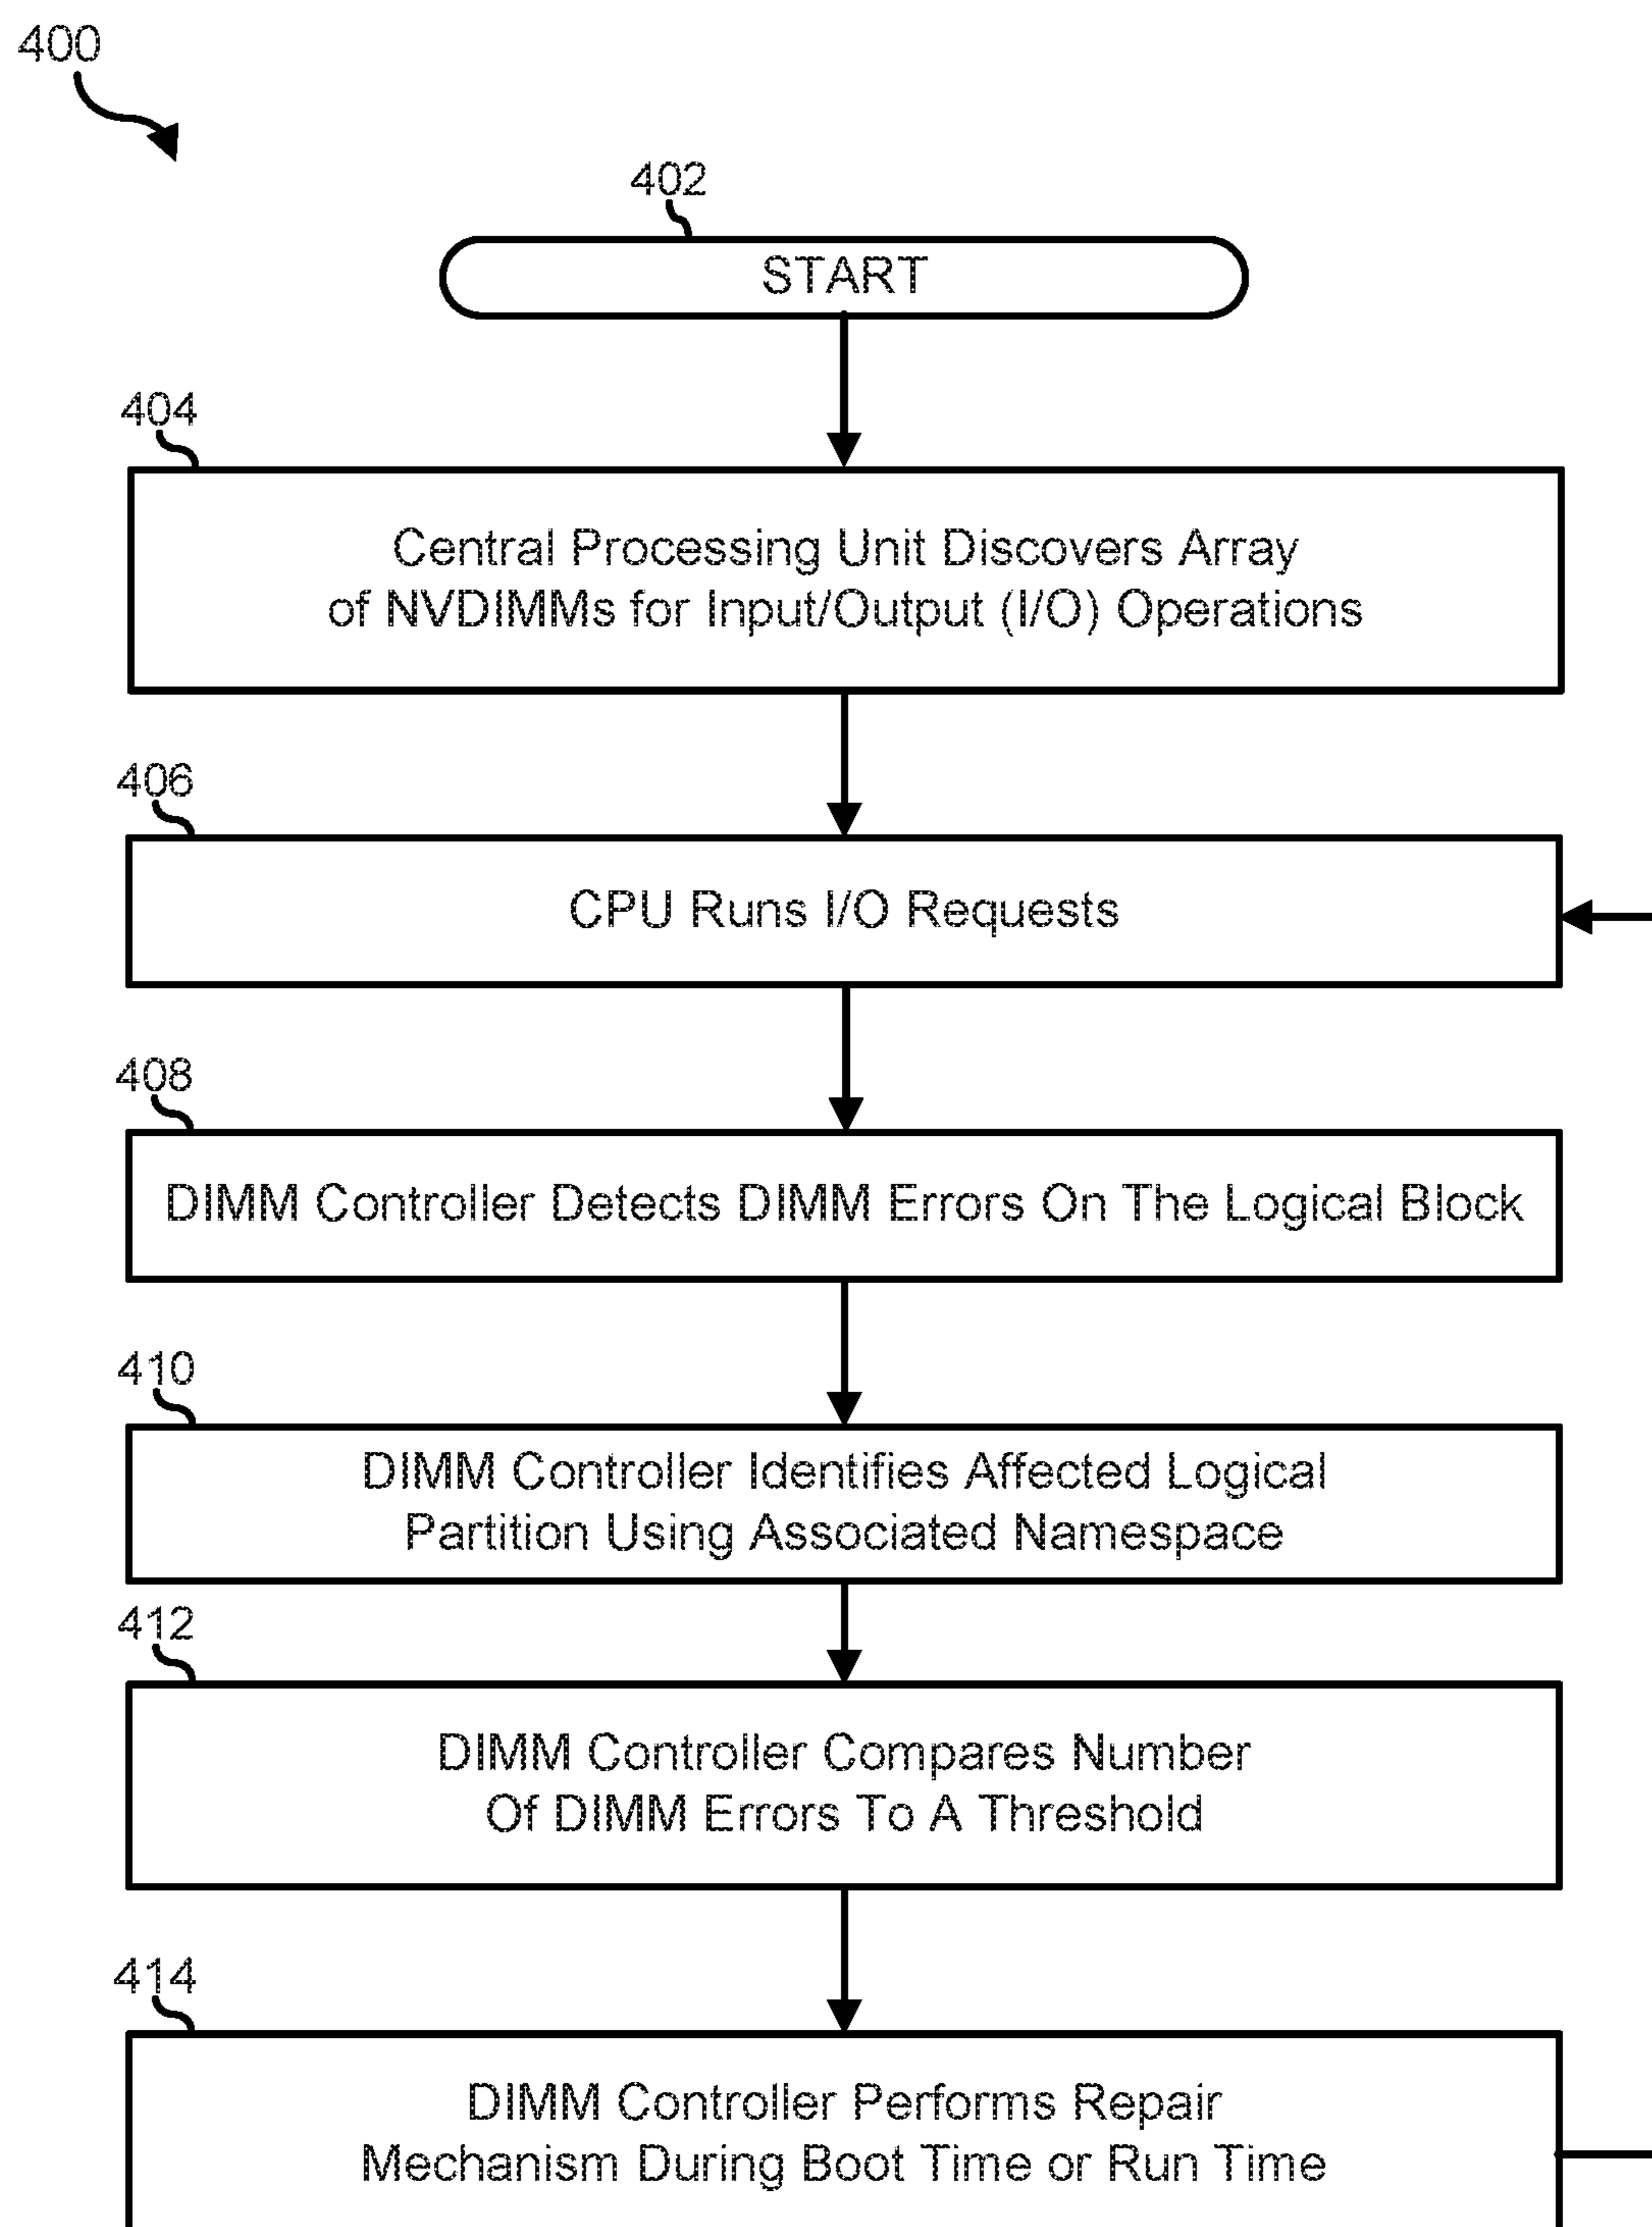 400
402
START
404
Central Processing Unit Discovers Array
of NVDIMMs for Input/Output (I/O) Operations
406
CPU Runs I/O Requests
408
DIMM Controller Detects DIMM Errors On The Logical Block
410
DIMM Controller Identifies Affected Logical
Partition Using Associated Namespace
412
DIMM Controller Compares Number
Of DIMM Errors To A Threshold
414
DIMM Controller Performs Repair
Mechanism During Boot Time or Run Time